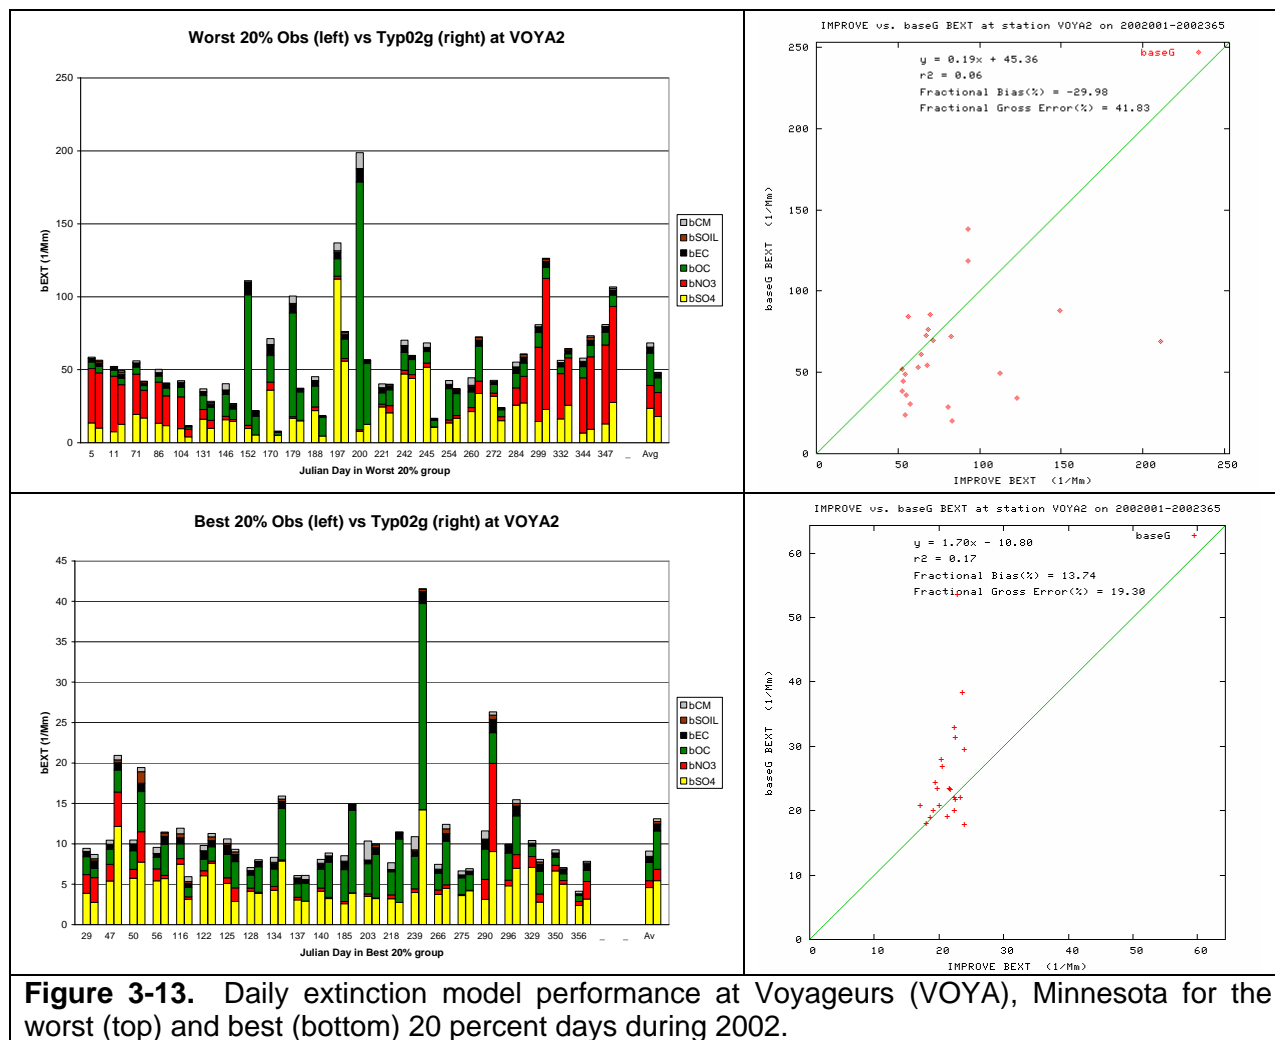 Worst 20% Obs (left) vs Typ02g (right) at VOYA2
250
200
150
100
50
0
bEXT (1/Mm)
5 11 71 86 104 131 146 152 170 179 188 197 200 221 242 245 254 260 272 284 299 332 344 347 _ Avg
Julian Day in Worst 20% group
bCM
bSOIL
bEC
bOC
bNO3
bSO4
IMPROVE vs. baseG BEXT at station VOYA2 on 2002001-2002365
baseG
y = 0.19x + 45.36
r2 = 0.06
Fractional Bias(%) = -29.98
Fractional Gross Error(%) = 41.83
250
200
150
100
50
0
baseG BEXT (1/Mm)
0 50 100 150 200 250
IMPROVE BEXT (1/Mm)
Best 20% Obs (left) vs Typ02g (right) at VOYA2
45
40
35
30
25
20
15
10
5
0
bEXT (1/Mm)
29 47 50 56 116 122 125 128 134 137 140 185 203 218 239 266 275 290 296 329 350 356 _ _ Av
Julian Day in Best 20% group
bCM
bSOIL
bEC
bOC
bNO3
bSO4
IMPROVE vs. baseG BEXT at station VOYA2 on 2002001-2002365
baseG
y = 1.70x - 10.80
r2 = 0.17
Fractional Bias(%) = 13.74
Fractional Gross Error(%) = 19.30
60
50
40
30
20
10
0
baseG BEXT (1/Mm)
0 10 20 30 40 50 60
IMPROVE BEXT (1/Mm)
Figure 3-13. Daily extinction model performance at Voyageurs (VOYA), Minnesota for the
worst (top) and best (bottom) 20 percent days during 2002.